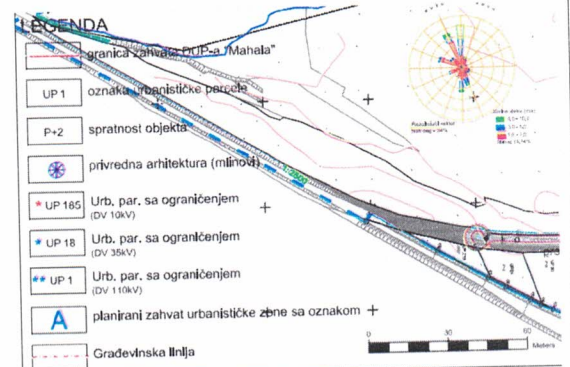 LEGENDA
granica zahvata DUP-a "Mahala"
UP 1 oznaka urbanističke parcele
P+2 spratnost objekta
privredna arhitektura (mlinovi)
* UP 165 Urb. par. sa ograničenjem
(DV 10kV)
* UP 18 Urb. par. sa ograničenjem
(DV 35kV)
** UP 1 Urb. par. sa ograničenjem
(DV 110kV)
A planirani zahvat urbanističke zone sa oznakom
Građevinska linija
0 30 60
Meters